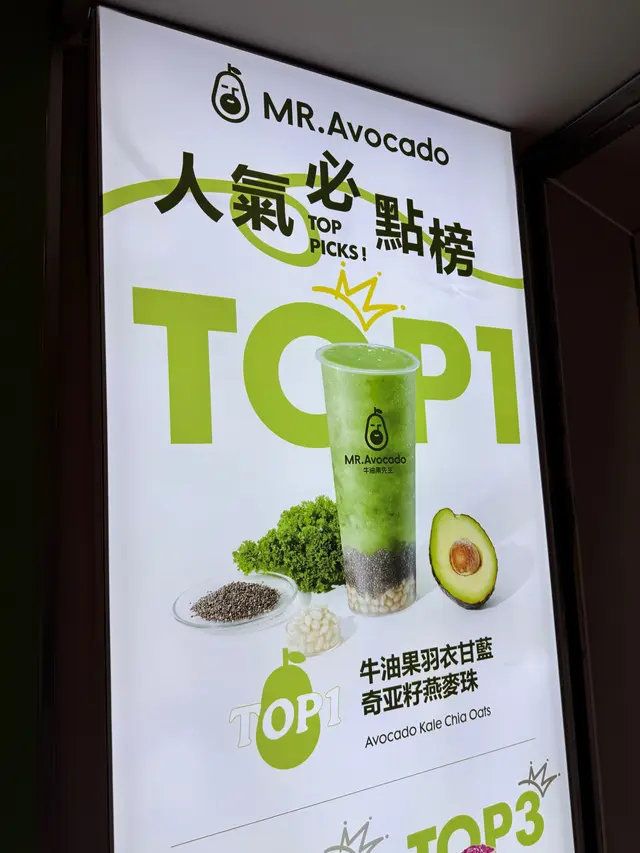 MR.Avocado
人氣必點榜
TOP
PICKS!
TOP1
MR.Avocado
牛油果先生
TOP1
牛油果羽衣甘藍
奇亚籽燕麥珠
Avocado Kale Chia Oats
TOP3